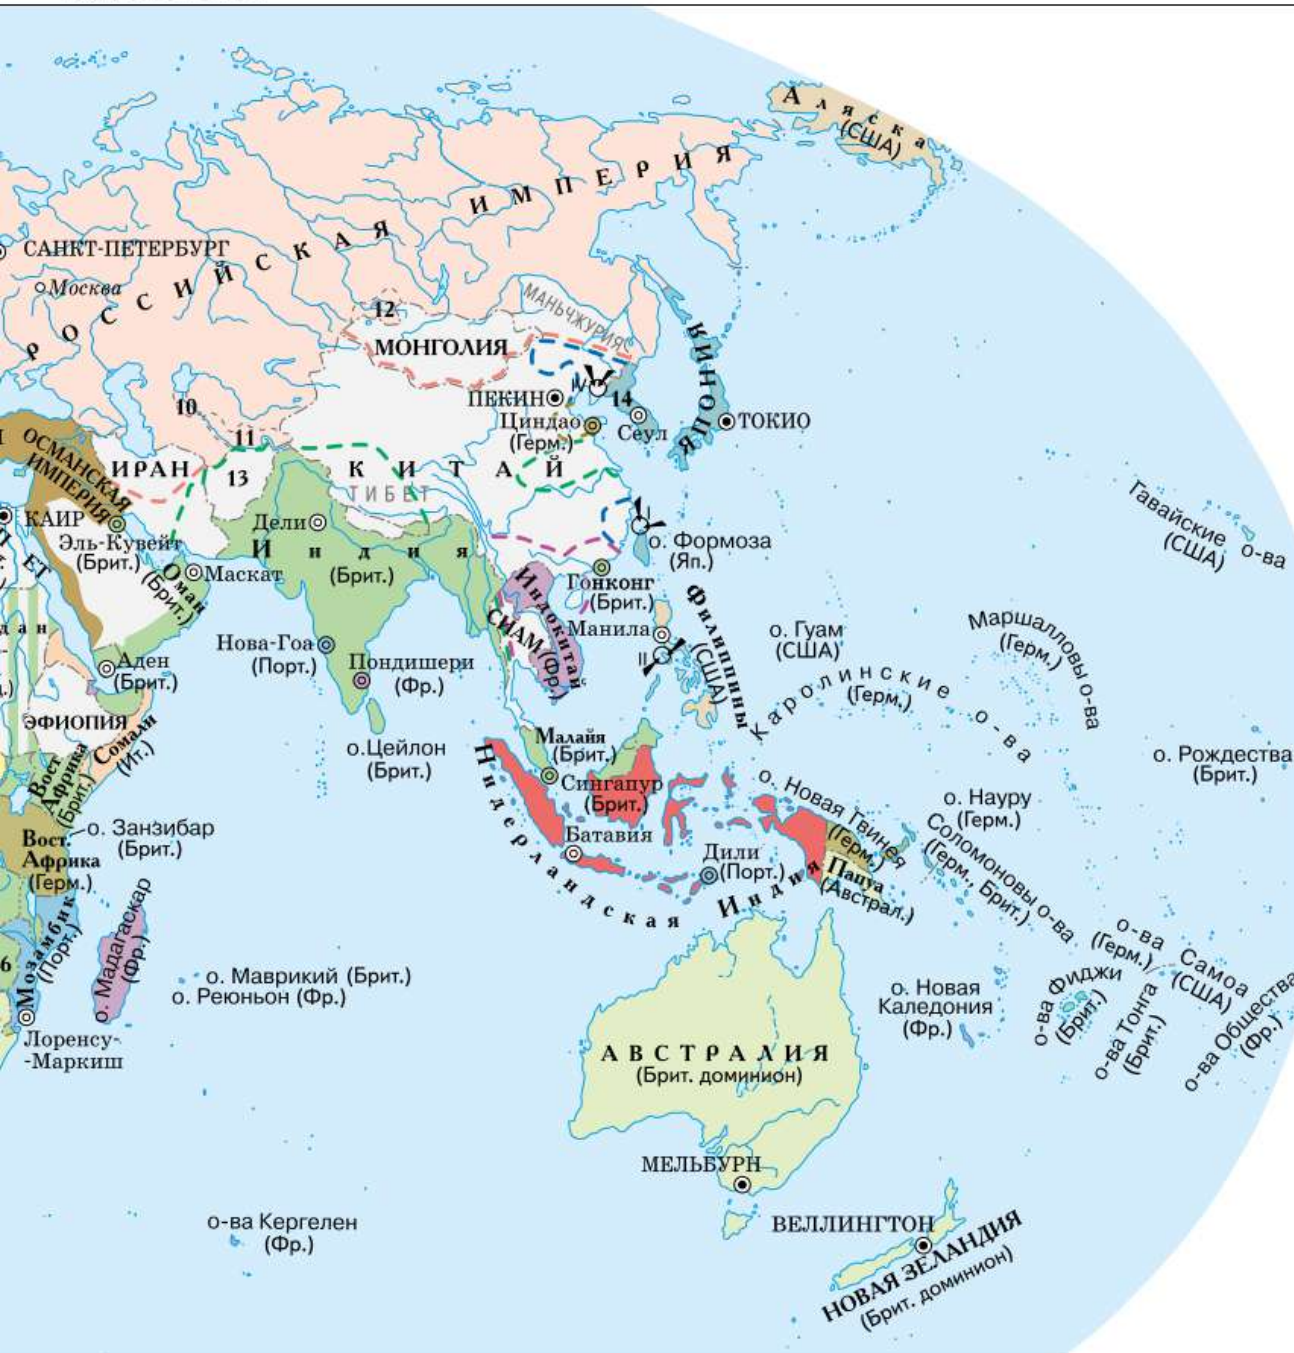 Аляска
(США)
РОССИЙСКАЯ ИМПЕРИЯ
САНКТ-ПЕТЕРБУРГ
Москва
МАНЬЧЖУРИЯ
12
МОНГОЛИЯ
ЯПОНИЯ
ПЕКИН
IV
14
10
Циндао
(Герм.)
Сеул
ТОКИО
11
ОСМАНСКАЯ
ИМПЕРИЯ
ИРАН
13
КИТАЙ
ТИБЕТ
КАИР
Эль-Кувейт
(Брит.)
Дели
Индия
(Брит.)
о. Формоза
(Яп.)
Гавайские о-ва
(США)
Оман
(Брит.)
Маскат
Гонконг
(Брит.)
Индокитай
(Фр.)
СИАМ
Манила
II
Филиппины
(США)
о. Гуам
(США)
Маршалловы о-ва
(Герм.)
Нова-Гоа
(Порт.)
Пондишери
(Фр.)
Аден
(Брит.)
Каролинские о-ва
(Герм.)
ЭФИОПИЯ
Сомали
(Ит.)
о.Цейлон
(Брит.)
Малайя
(Брит.)
Сингапур
(Брит.)
о. Рождества
(Брит.)
Вост.
Африка
(Брит.)
о. Занзибар
(Брит.)
Вост.
Африка
(Герм.)
Нидерландская Индия
Батавия
Дили
(Порт.)
о. Новая Гвинея
(Герм.)
Папуа
(Австрал.)
о. Науру
(Герм.)
Соломоновы о-ва
(Герм., Брит.)
Мозамбик
(Порт.)
о. Мадагаскар
(Фр.)
6
о. Маврикий (Брит.)
о. Реюньон (Фр.)
Лоренсу-
-Маркиш
о. Новая
Каледония
(Фр.)
о-ва Самоа
(Герм.)
(США)
о-ва Фиджи
(Брит.)
о-ва Тонга
(Брит.)
о-ва Общества
(Фр.)
АВСТРАЛИЯ
(Брит. доминион)
МЕЛЬБУРН
о-ва Кергелен
(Фр.)
ВЕЛЛИНГТОН
НОВАЯ ЗЕЛАНДИЯ
(Брит. доминион)